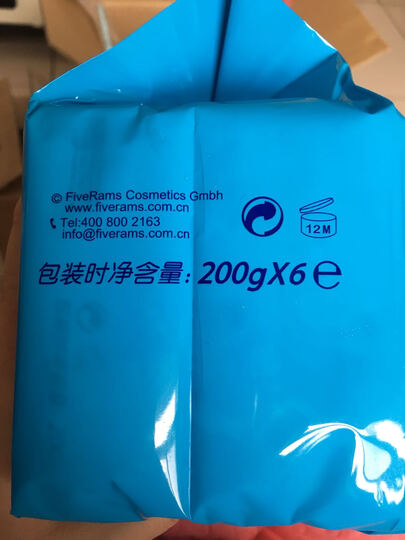 © FiveRams Cosmetics Gmbh
www.fiverams.com.cn
Tel:400 800 2163
info@fiverams.com.cn
12M
包装时净含量：200gX6 e